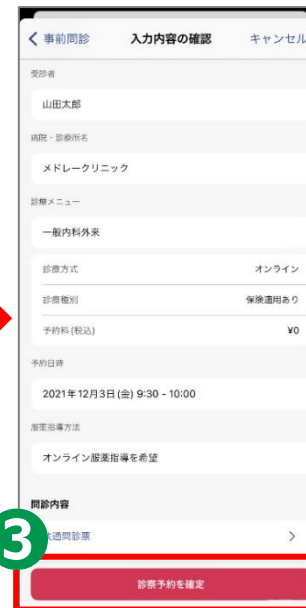 事前問診 入力内容の確認 キャンセル
受診者
山田太郎
病院・診療所名
メドレークリニック
診療メニュー
一般内科外来
診療方式 オンライン
診療種別 保険適用あり
予約料(税込) ¥0
予約日時
2021年12月3日(金) 9:30 - 10:00
服薬指導方法
オンライン服薬指導を希望
問診内容
3
通問診票
診察予約を確定